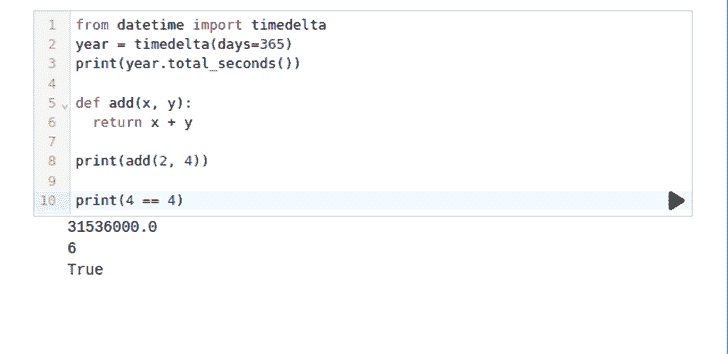 1 from datetime import timedelta
2 year = timedelta(days=365)
3 print(year.total_seconds())
4
5 def add(x, y):
6   return x + y
7
8 print(add(2, 4))
9
10 print(4 == 4)
31536000.0
6
True